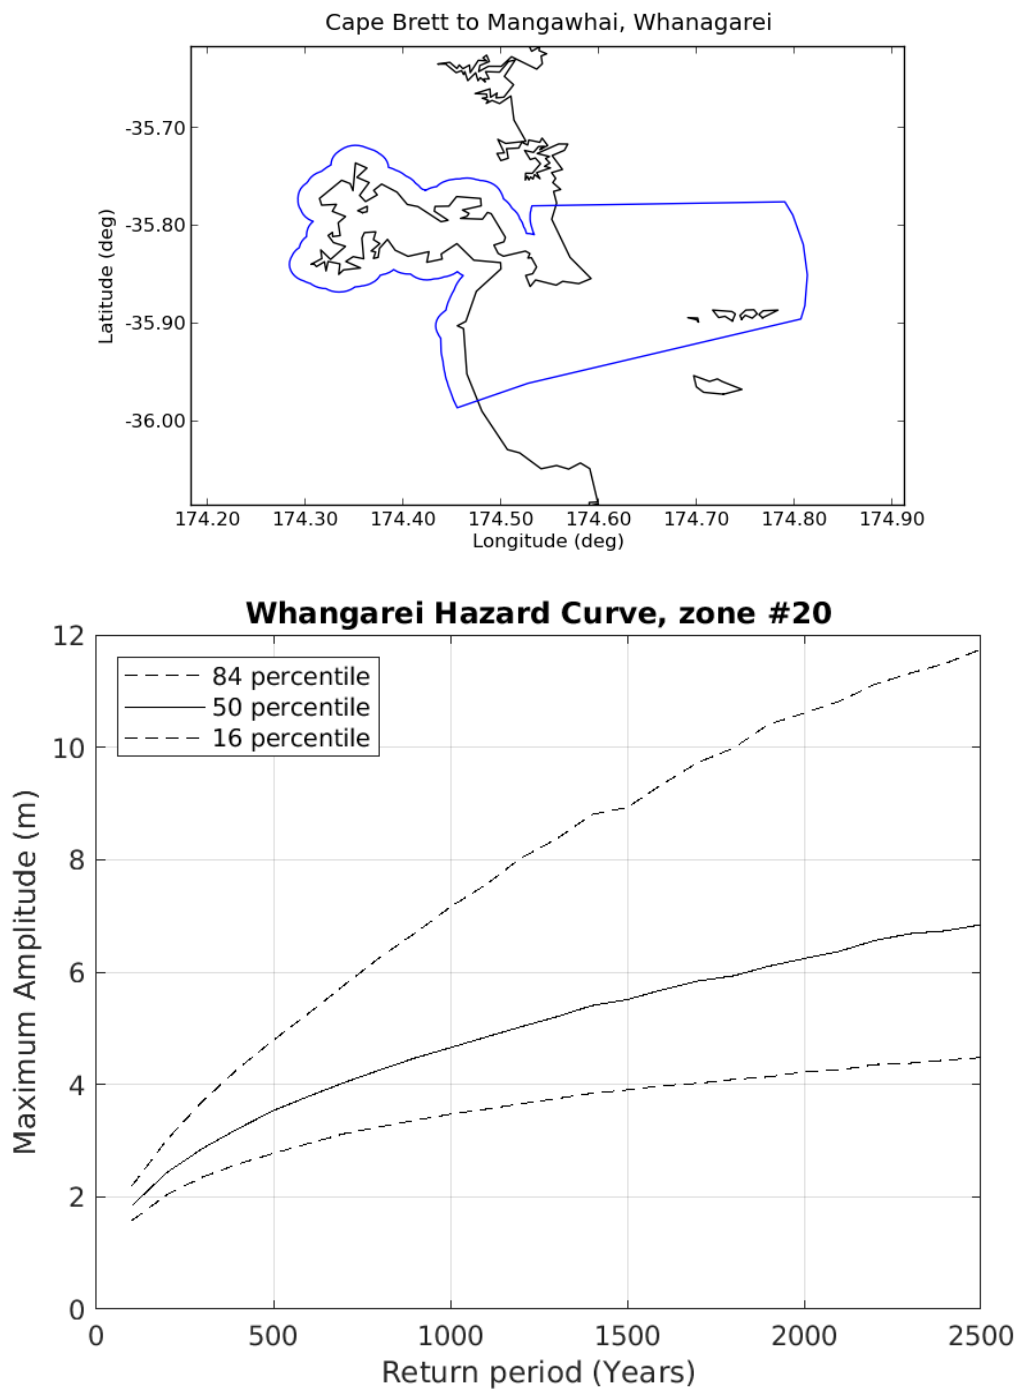 Cape Brett to Mangawhai, Whanagarei
-35.70
-35.80
-35.90
-36.00
Latitude (deg)
174.20 174.30 174.40 174.50 174.60 174.70 174.80 174.90
Longitude (deg)
Whangarei Hazard Curve, zone #20
84 percentile
50 percentile
16 percentile
12
10
8
6
4
2
0
Maximum Amplitude (m)
0 500 1000 1500 2000 2500
Return period (Years)